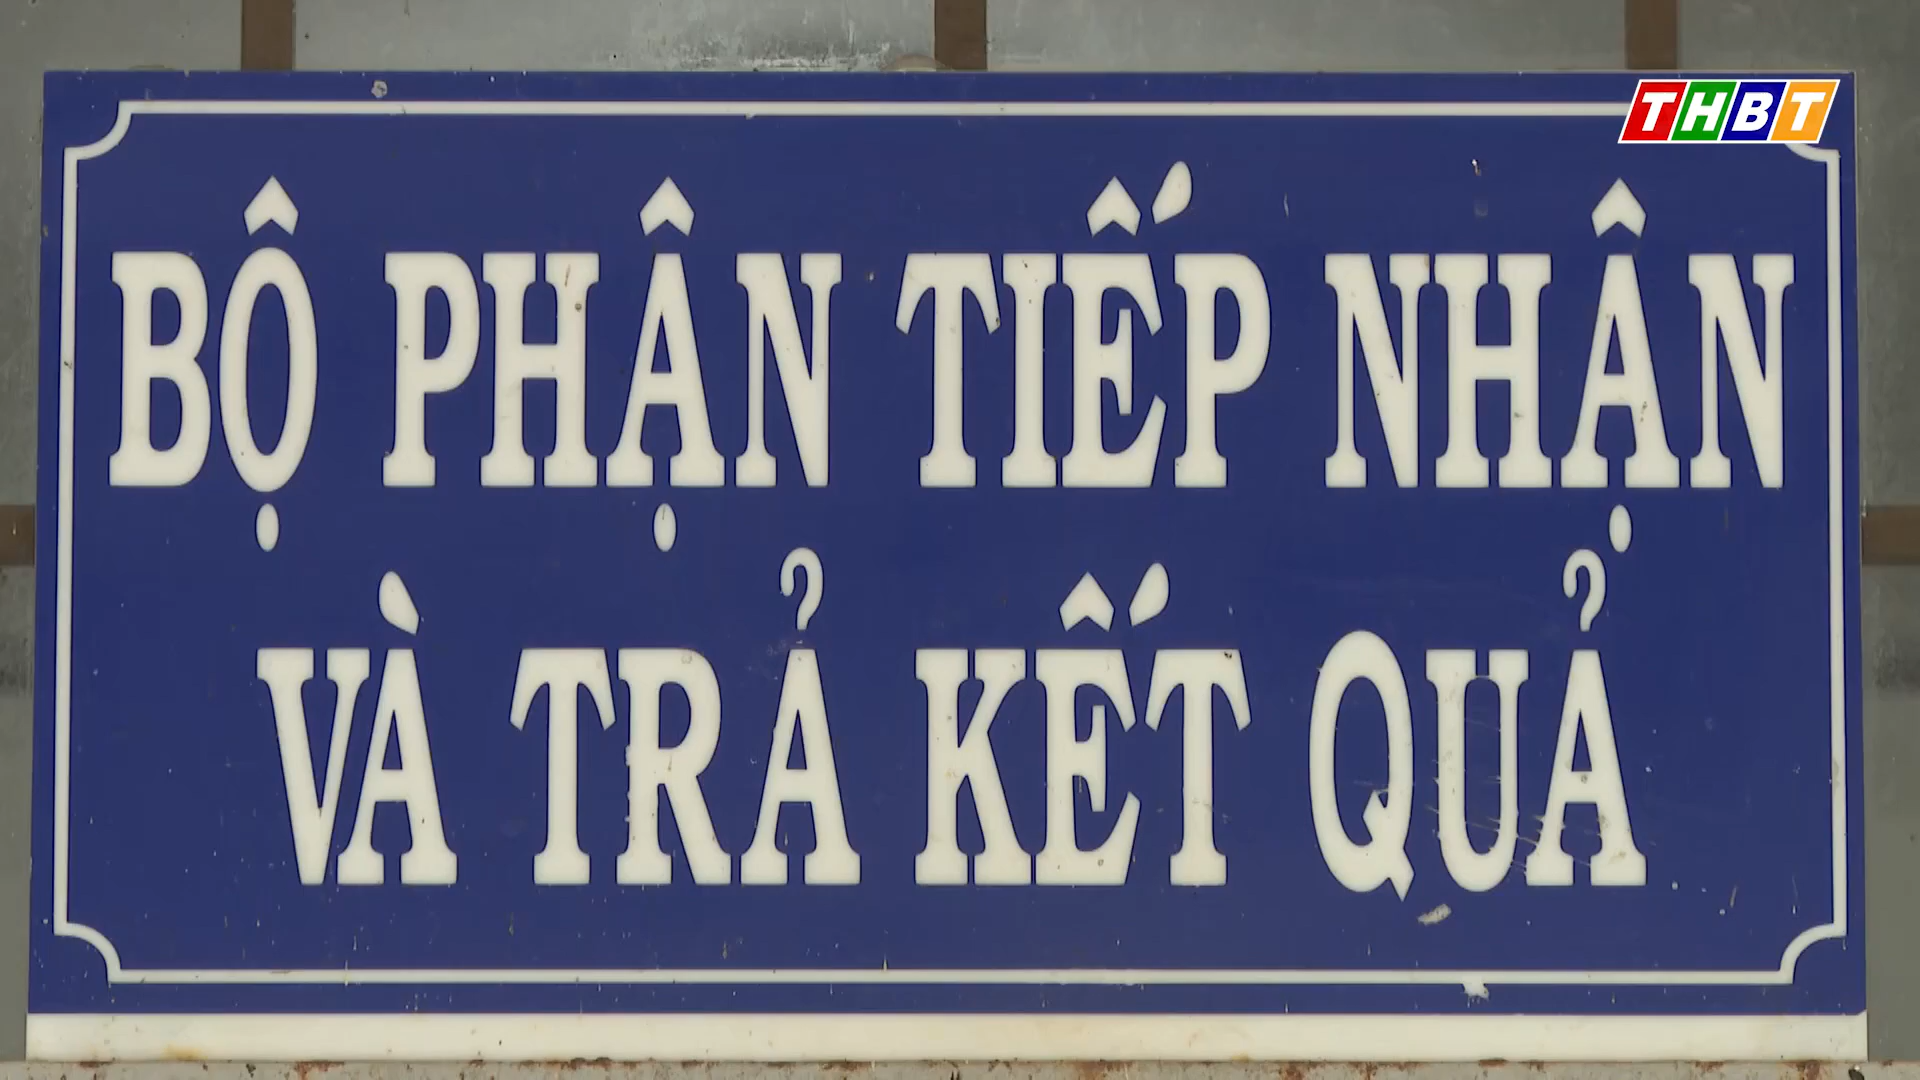 THBT
BỘ PHẬN TIẾP NHẬN
VÀ TRẢ KẾT QUẢ